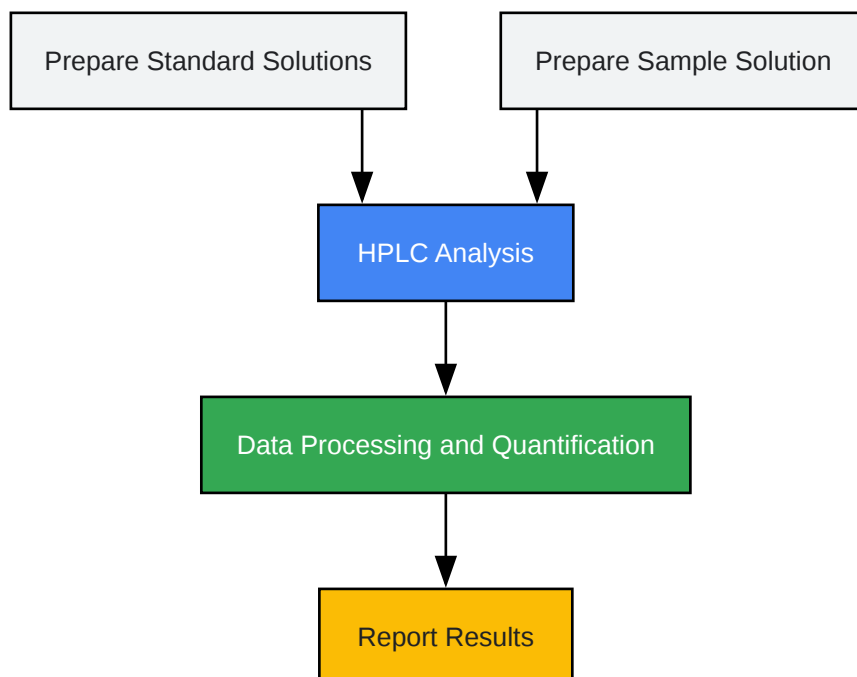 Prepare Standard Solutions
Prepare Sample Solution
HPLC Analysis
Data Processing and Quantification
Report Results